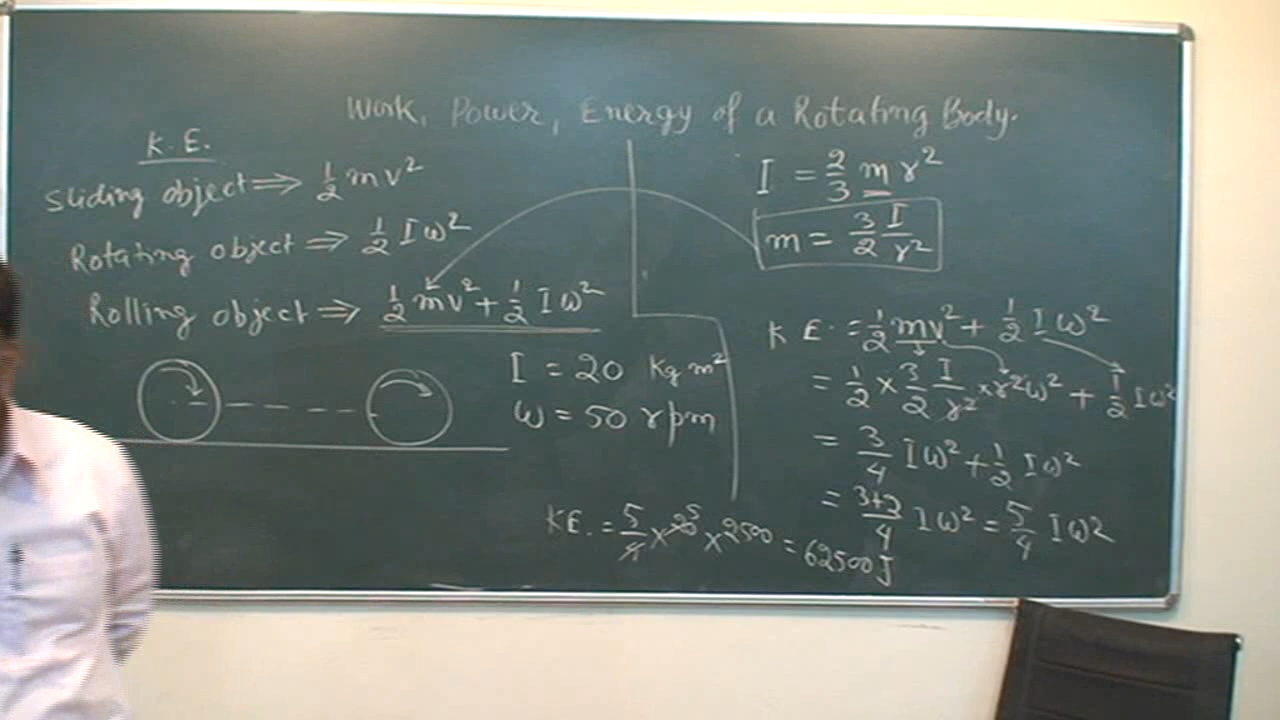 Work, Power, Energy of a Rotating Body.
K.E.
Sliding object ⇒ 1/2 mv²
Rotating object ⇒ 1/2 Iω²
Rolling object ⇒ 1/2 mv² + 1/2 Iω²
I = 20 Kg m²
ω = 50 rpm
KE. = 5/4 × 20 5 × 2500 = 62500 J
I = 2/3 m r²
m = 3/2 I/r²
K E. = 1/2 mv² + 1/2 Iω²
= 1/2 × 3/2 I/r² × r²ω² + 1/2 Iω²
= 3/4 Iω² + 1/2 Iω²
= 3+2/4 Iω² = 5/4 Iω2